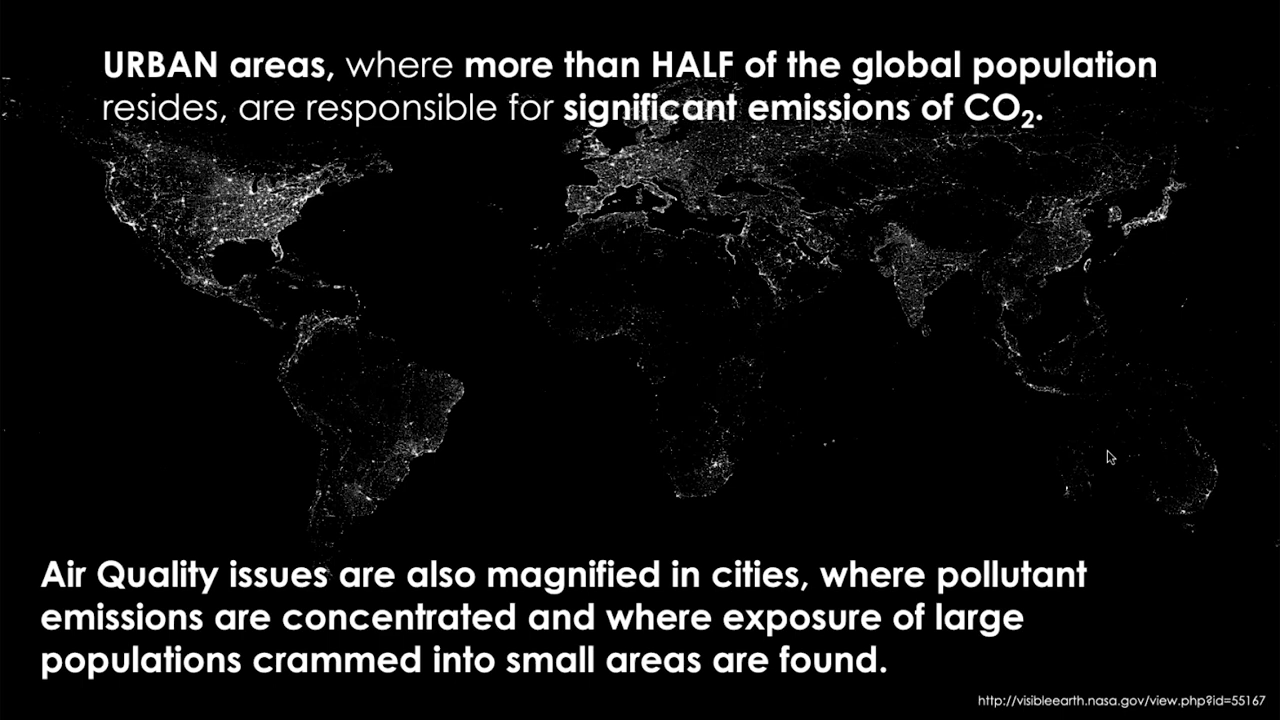 URBAN areas, where more than HALF of the global population
resides, are responsible for significant emissions of CO₂.
Air Quality issues are also magnified in cities, where pollutant
emissions are concentrated and where exposure of large
populations crammed into small areas are found.
http://visibleearth.nasa.gov/view.php?id=55167